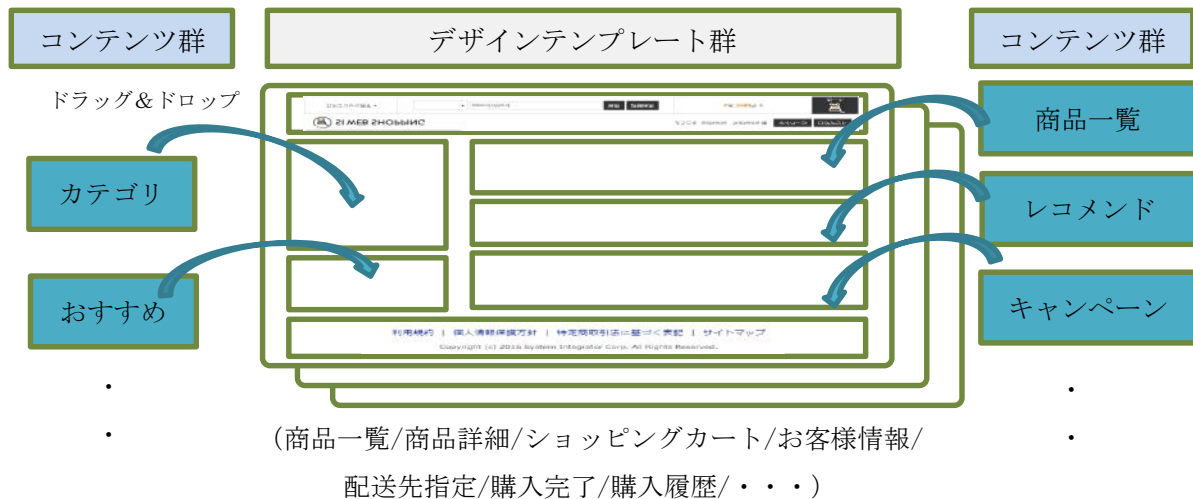 コンテンツ群
デザインテンプレート群
コンテンツ群
ドラッグ&ドロップ
SI WEB SHOPPING
商品一覧
カテゴリ
レコメンド
おすすめ
キャンペーン
利用規約 | 個人情報保護方針 | 特定商取引法に基づく表記 | サイトマップ
Copyright (c) 2016 System Integrator Corp. All Rights Reserved.
・
・
・
・
(商品一覧/商品詳細/ショッピングカート/お客様情報/
配送先指定/購入完了/購入履歴/・・・)